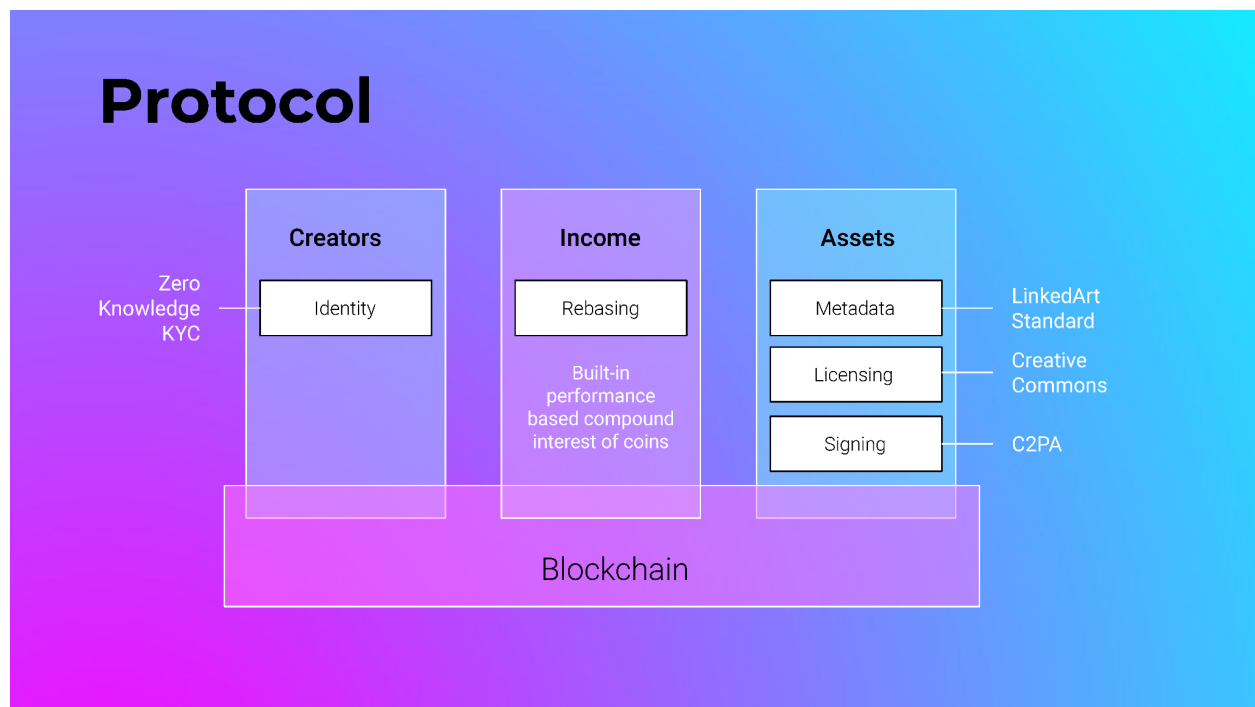 Protocol
Creators
Income
Assets
Zero
Knowledge
KYC
Identity
Rebasing
Metadata
LinkedArt
Standard
Built-in
performance
based compound
interest of coins
Licensing
Creative
Commons
Signing
C2PA
Blockchain